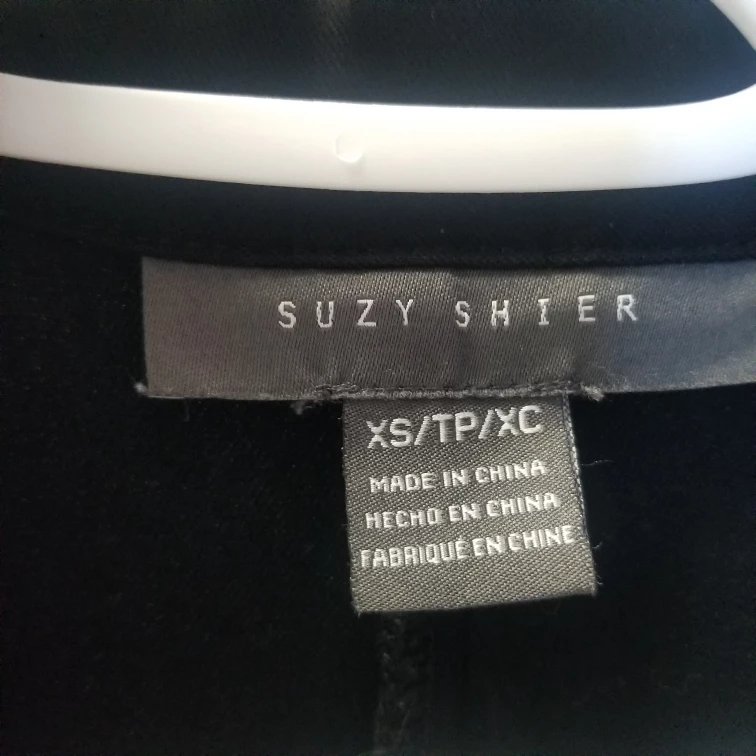 SUZY SHIER
XS/TP/XC
MADE IN CHINA
HECHO EN CHINA
FABRIQUÉ EN CHINE